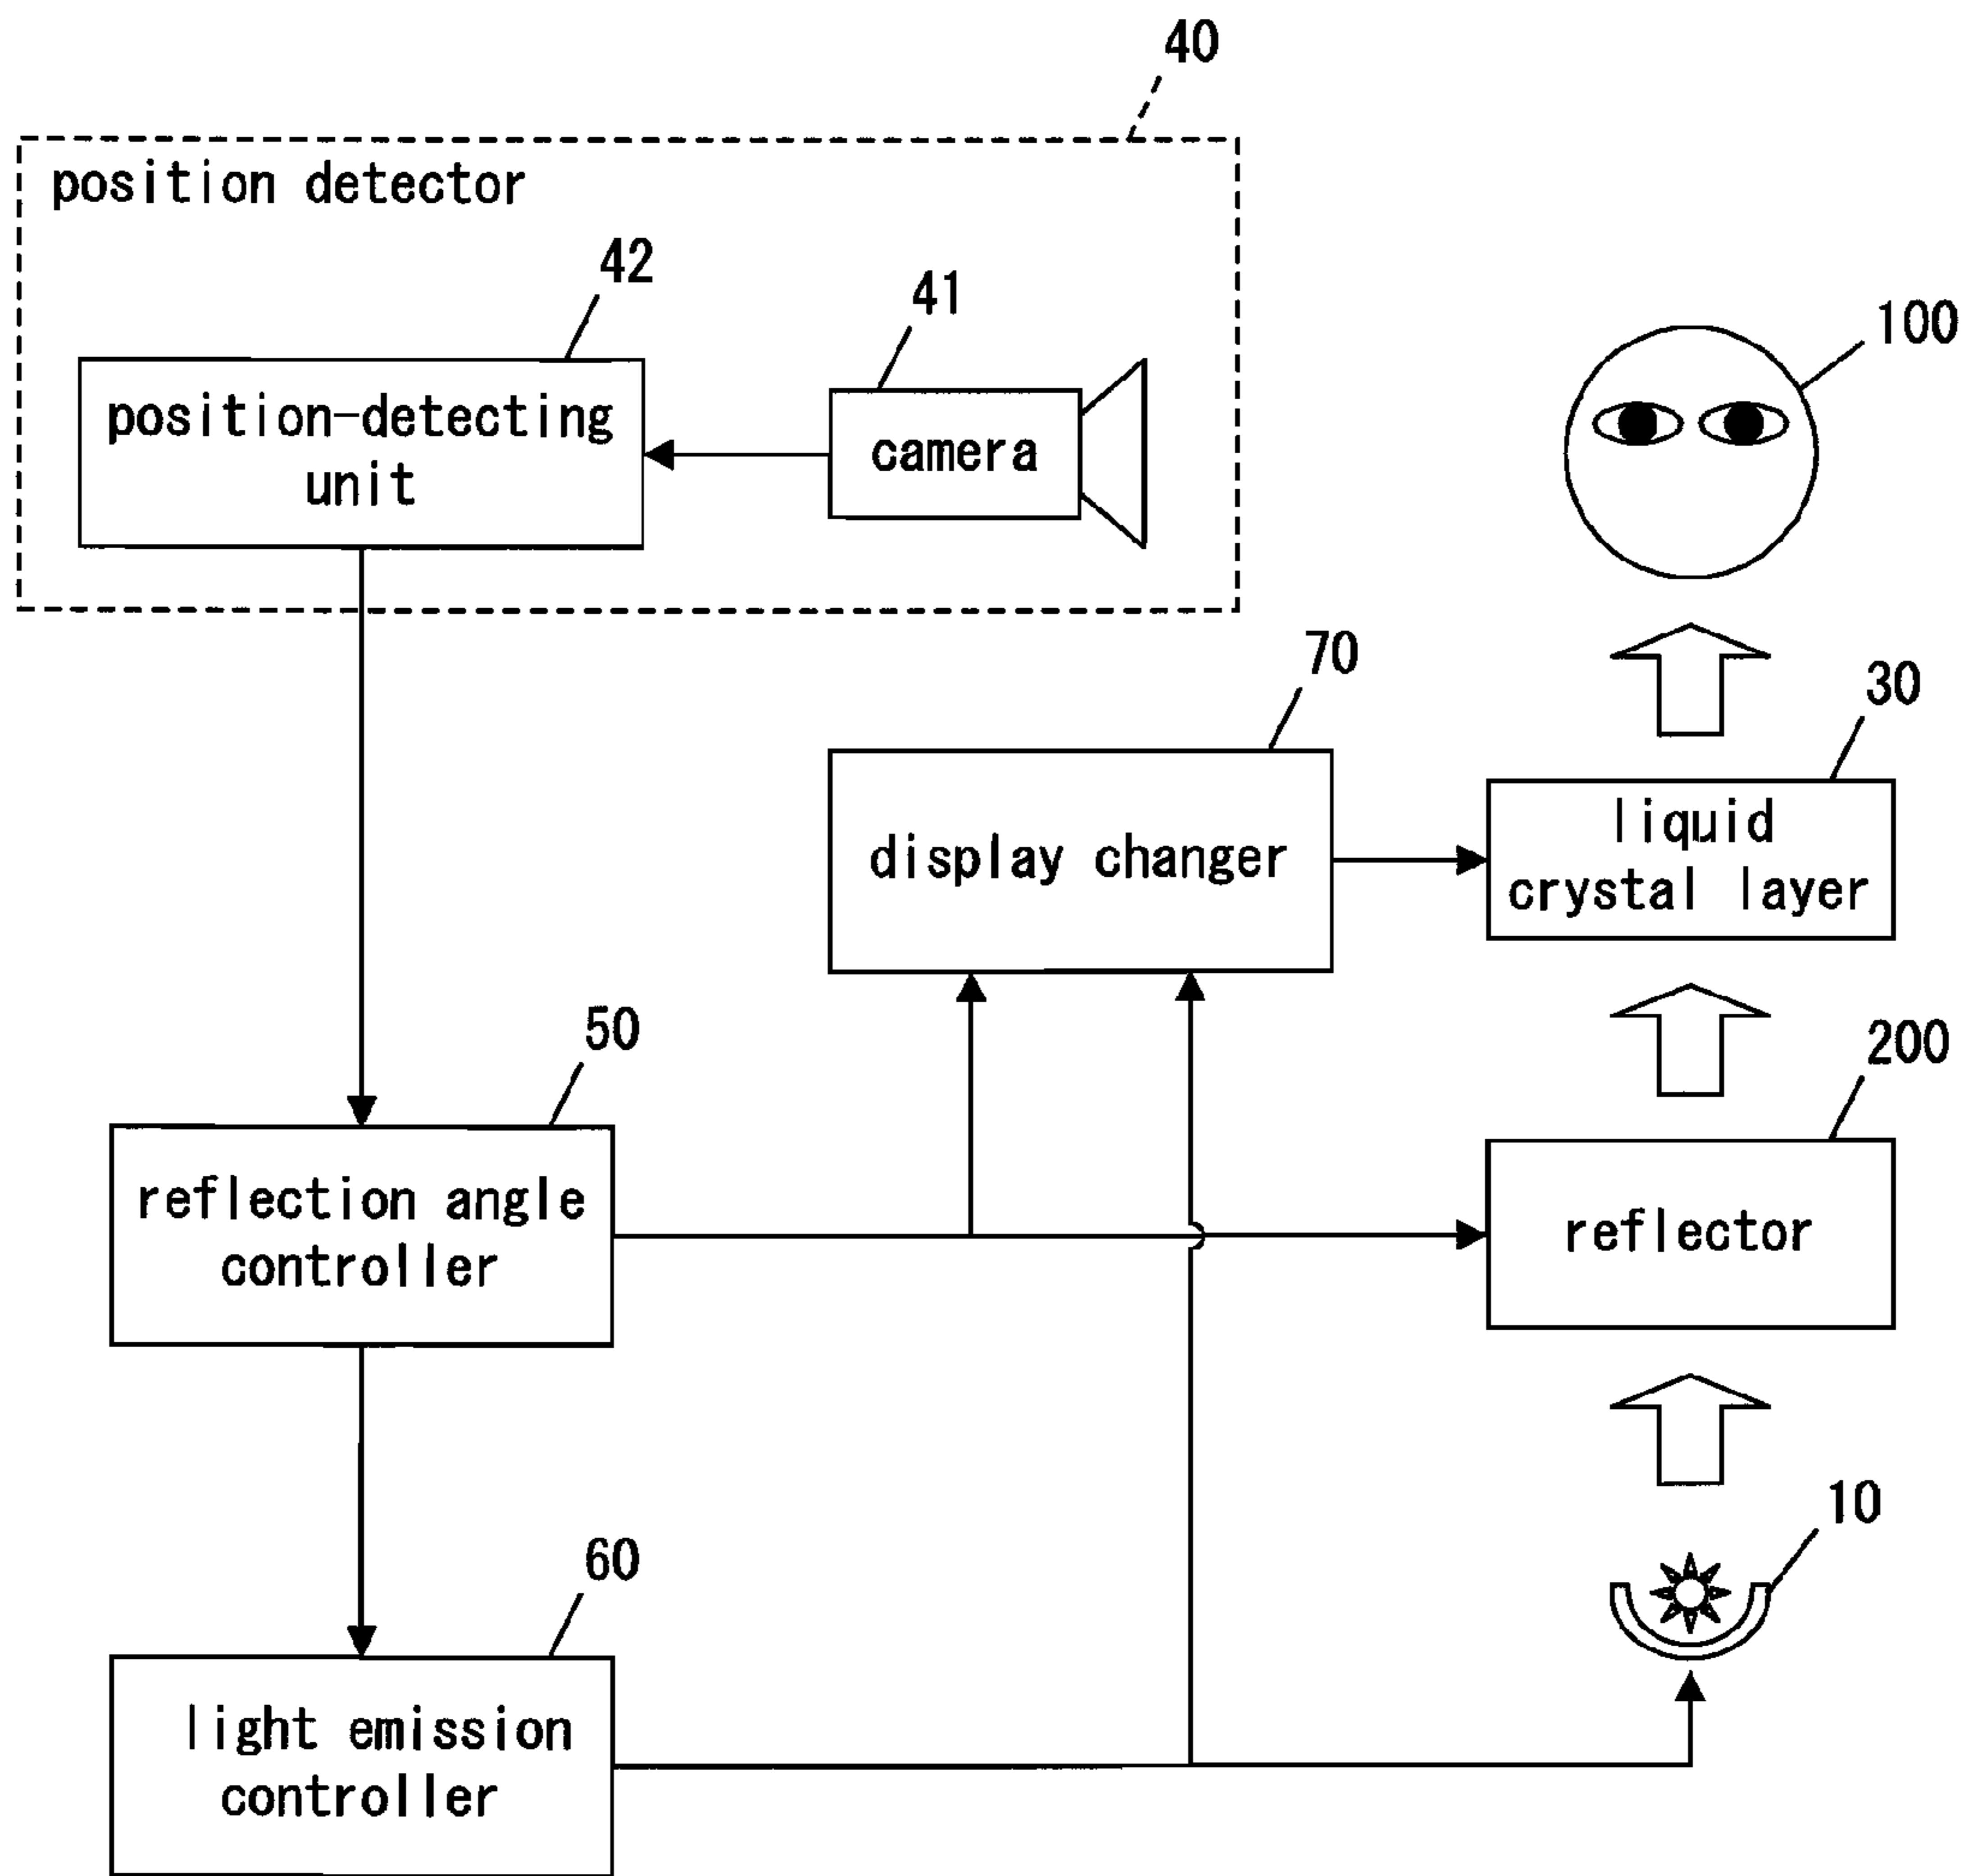 40
position detector
42
41
100
position-detecting
unit
camera
70
30
display changer
liquid
crystal layer
50
200
reflection angle
controller
reflector
10
60
light emission
controller